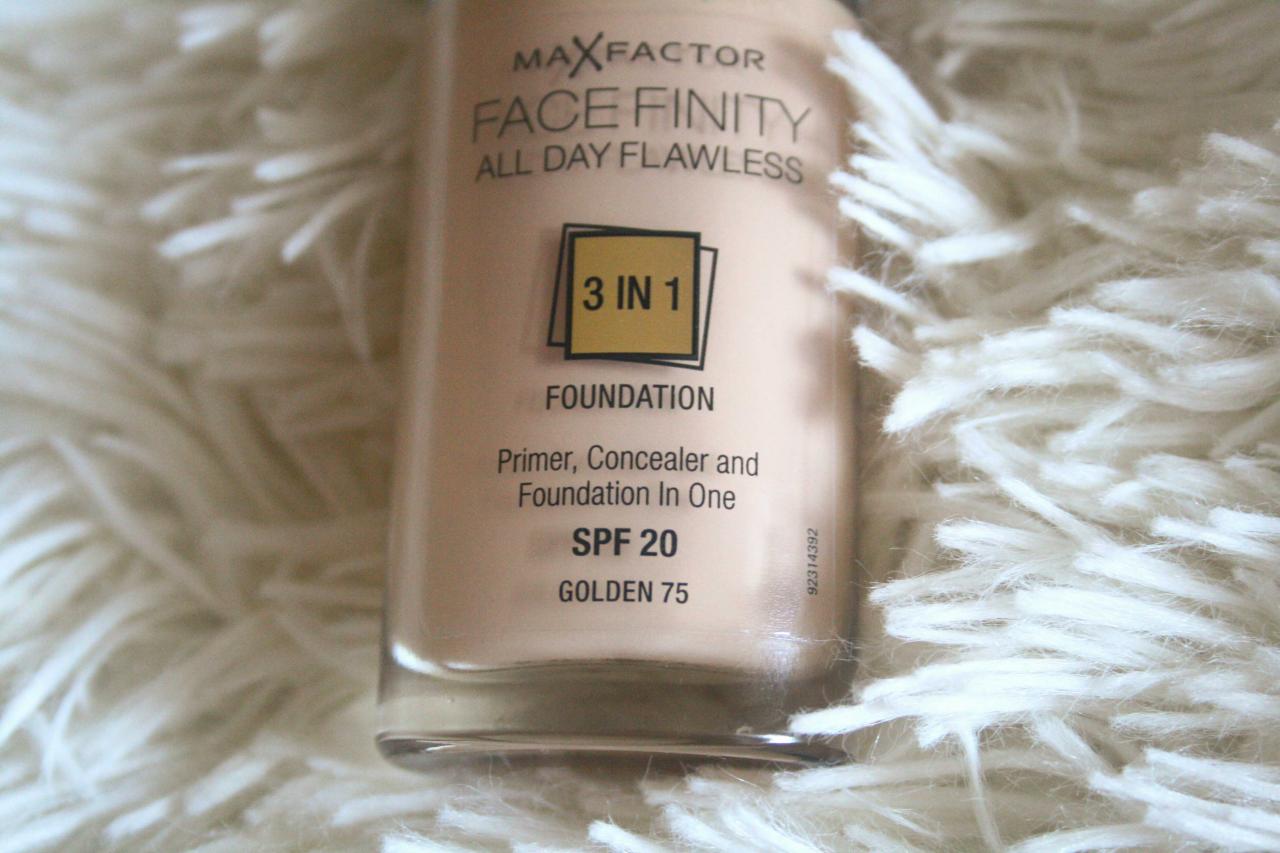 MAXFACTOR
FACE FINITY
ALL DAY FLAWLESS
3 IN 1
FOUNDATION
Primer, Concealer and
Foundation In One
SPF 20
GOLDEN 75
92314392